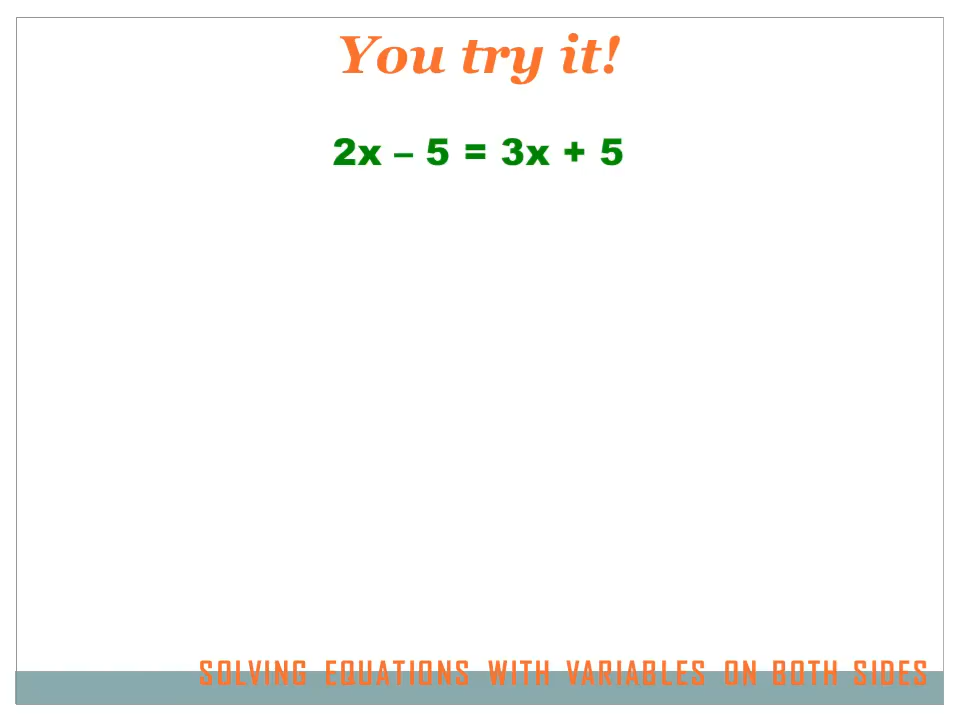 You try it!
2x – 5 = 3x + 5
SOLVING EQUATIONS WITH VARIABLES ON BOTH SIDES